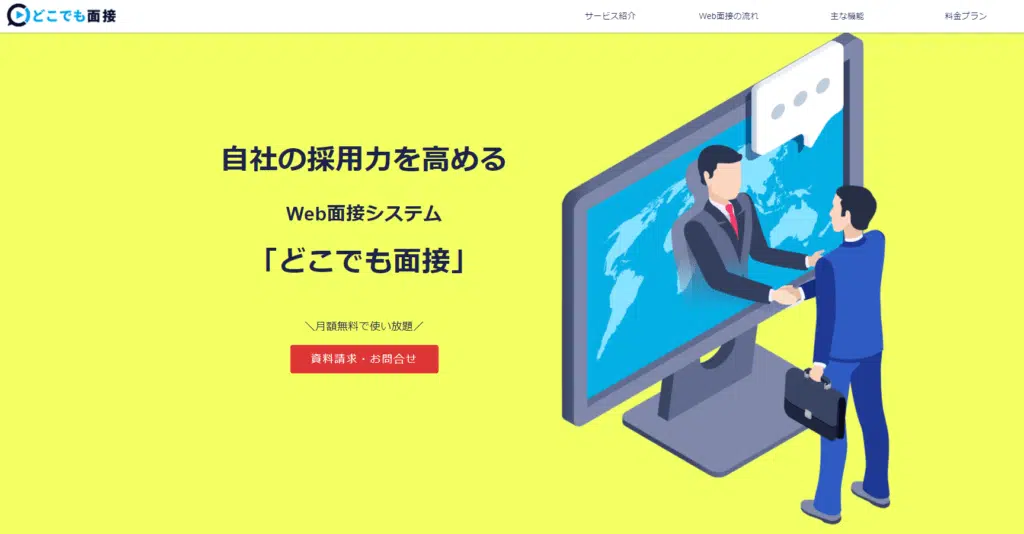 どこでも面接
サービス紹介
Web面接の流れ
主な機能
料金プラン
自社の採用力を高める
Web面接システム
「どこでも面接」
＼月額無料で使い放題／
資料請求・お問合せ